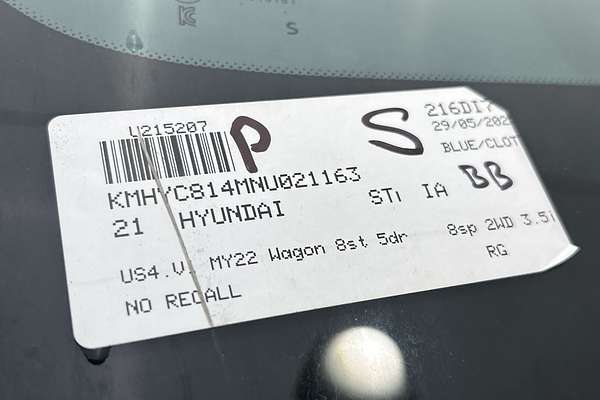 S
U215207
P
S
216DI7
29/05/202
BLUE/CLOT
KMHYC814MNU021163
21 HYUNDAI
IA
BB
US4.V. MY22 Wagon 8st 5dr 8sp 2WD 3.5i
NO RECALL
RG